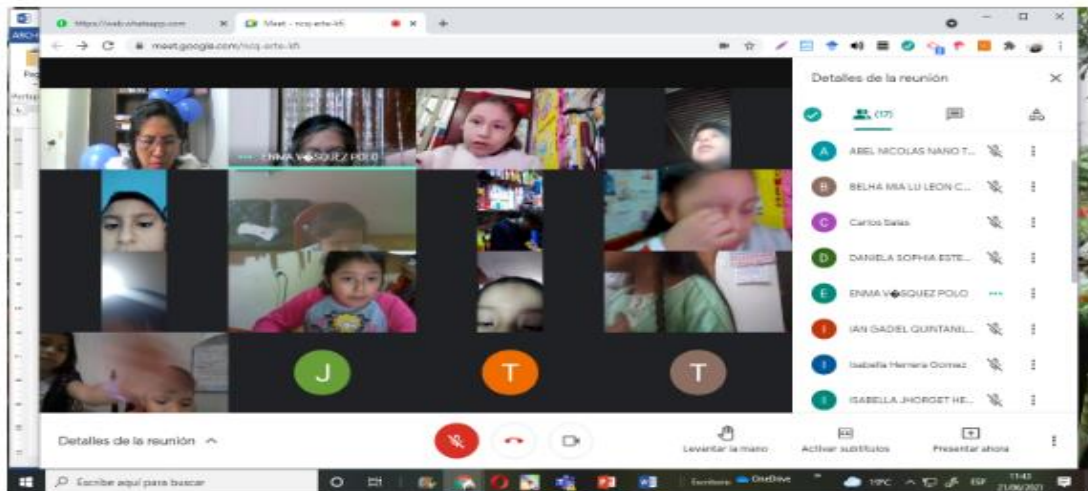 https://web.whatsapp.com
Meet - ncq-erte-kfi
meet.google.com/ncq-erte-kfi
ARCH
Detalles de la reunión
(17)
ENMA V�SQUEZ POLO
A ABEL NICOLAS NANO T...
B BELHA MIA LU LEON C...
C Carlos Salas
D DANIELA SOPHIA ESTE...
E ENMA V�SQUEZ POLO
I IAN GADIEL QUINTANIL...
I Isabella Herrera Gomez
I ISABELLA JHORGET HE...
J
T
T
Detalles de la reunión
Levantar la mano
Activar subtítulos
Presentar ahora
Escribe aquí para buscar
Escritorio
OneDrive
19°C
ESP
11:43
21/06/2021